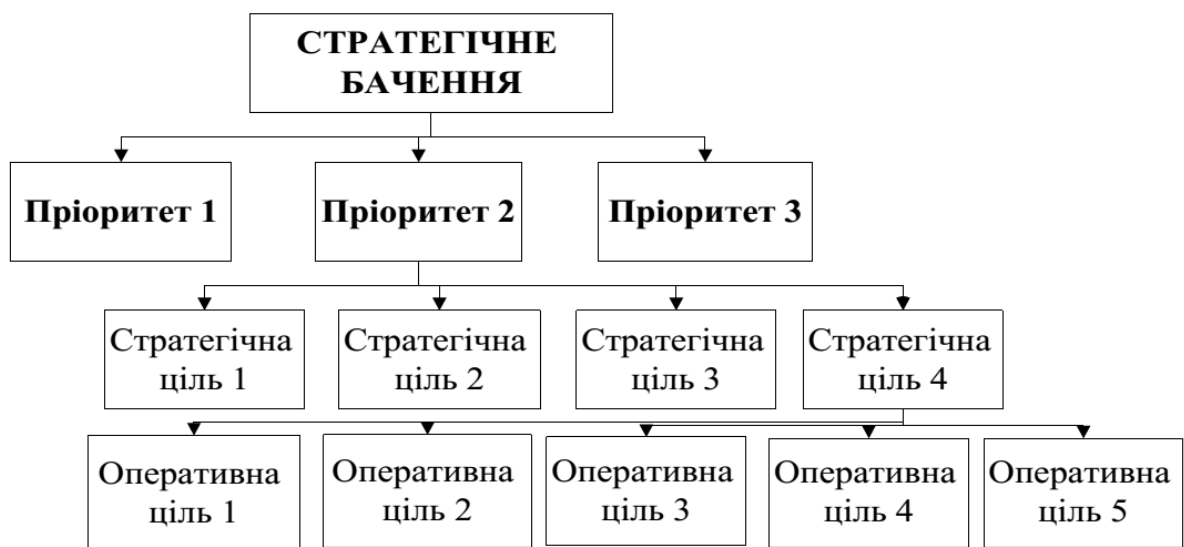 СТРАТЕГІЧНЕ
БАЧЕННЯ
Пріоритет 1
Пріоритет 2
Пріоритет 3
Стратегічна
ціль 1
Стратегічна
ціль 2
Стратегічна
ціль 3
Стратегічна
ціль 4
Оперативна
ціль 1
Оперативна
ціль 2
Оперативна
ціль 3
Оперативна
ціль 4
Оперативна
ціль 5